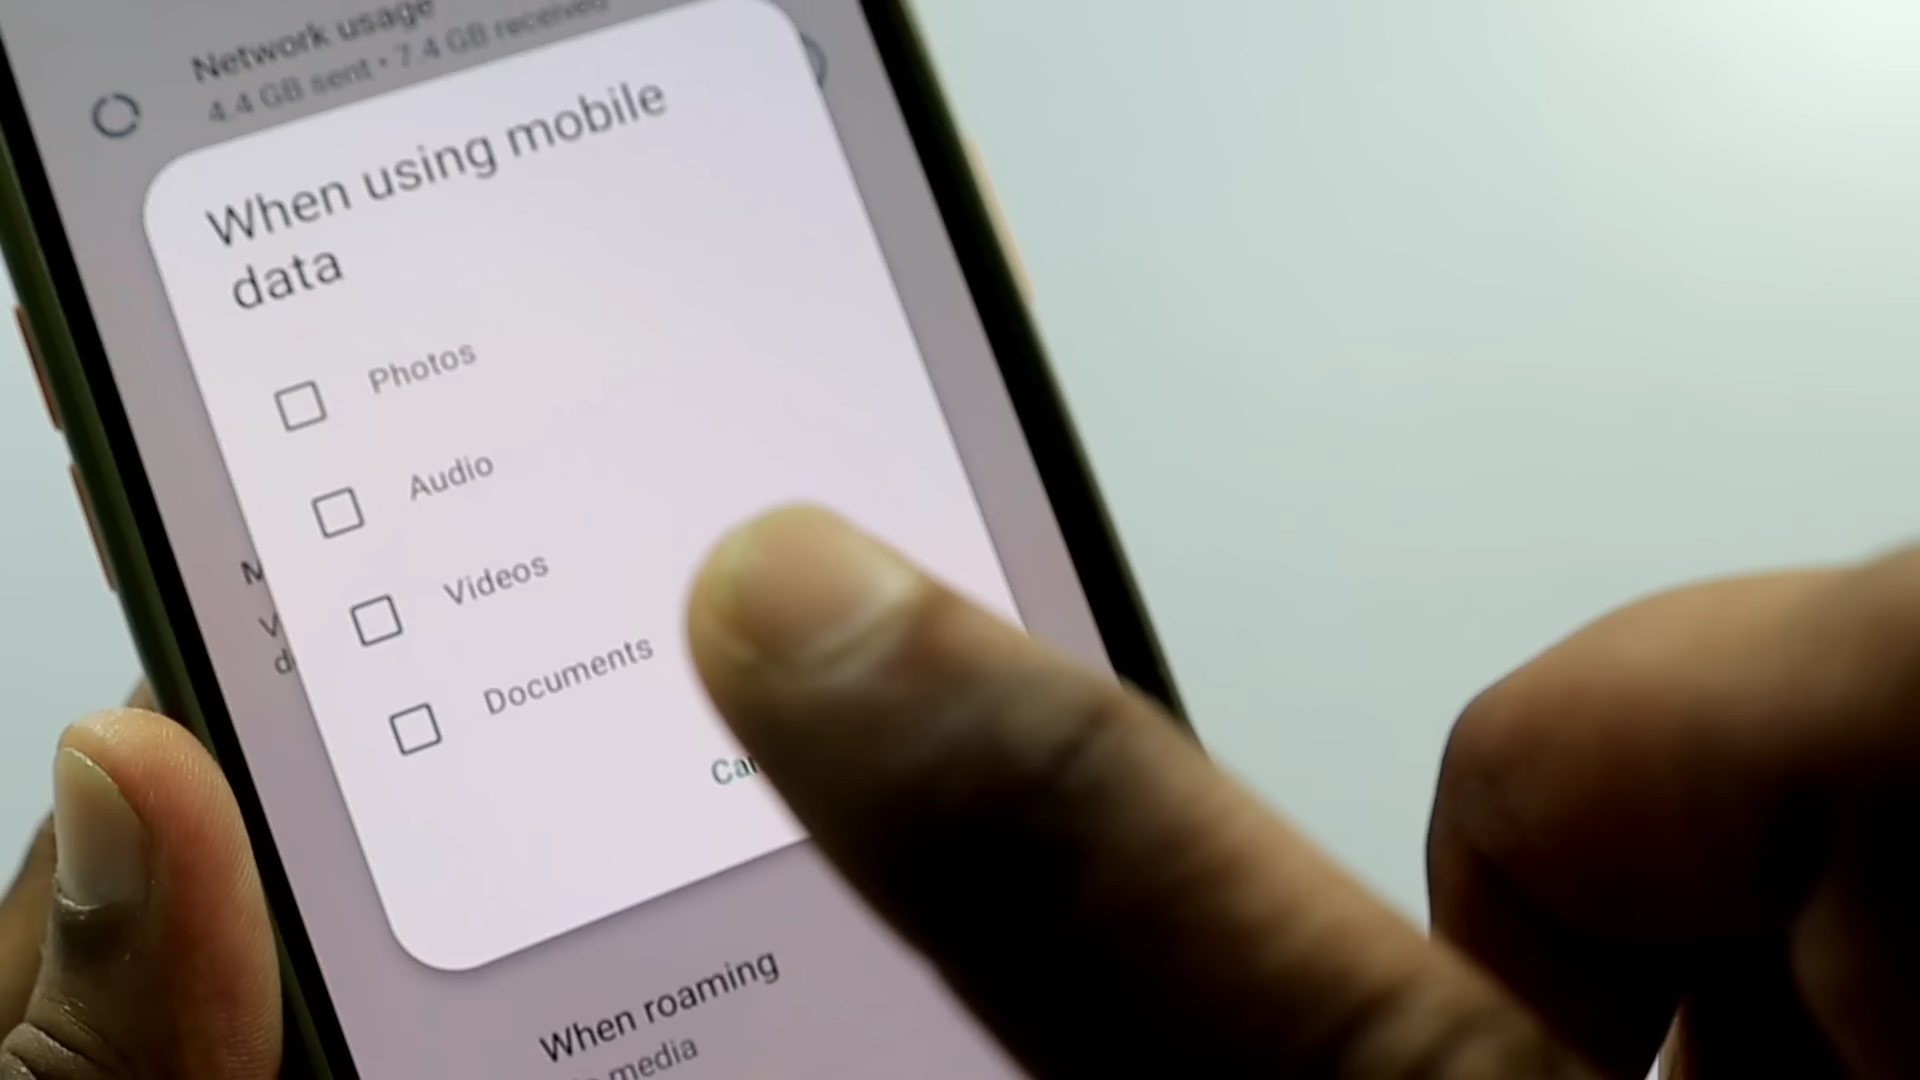 Network usage
4.4 GB sent • 7.4 GB received
When using mobile
data
Photos
Audio
Videos
Documents
When roaming
media